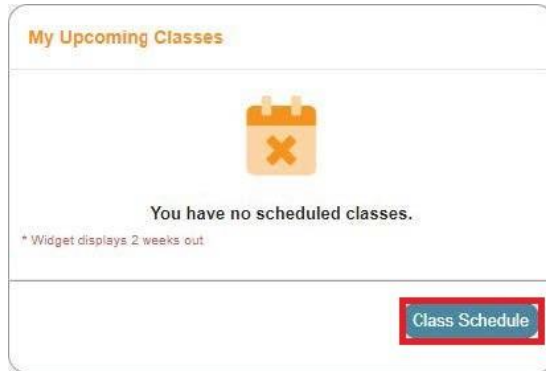 My Upcoming Classes
You have no scheduled classes.
* Widget displays 2 weeks out
Class Schedule